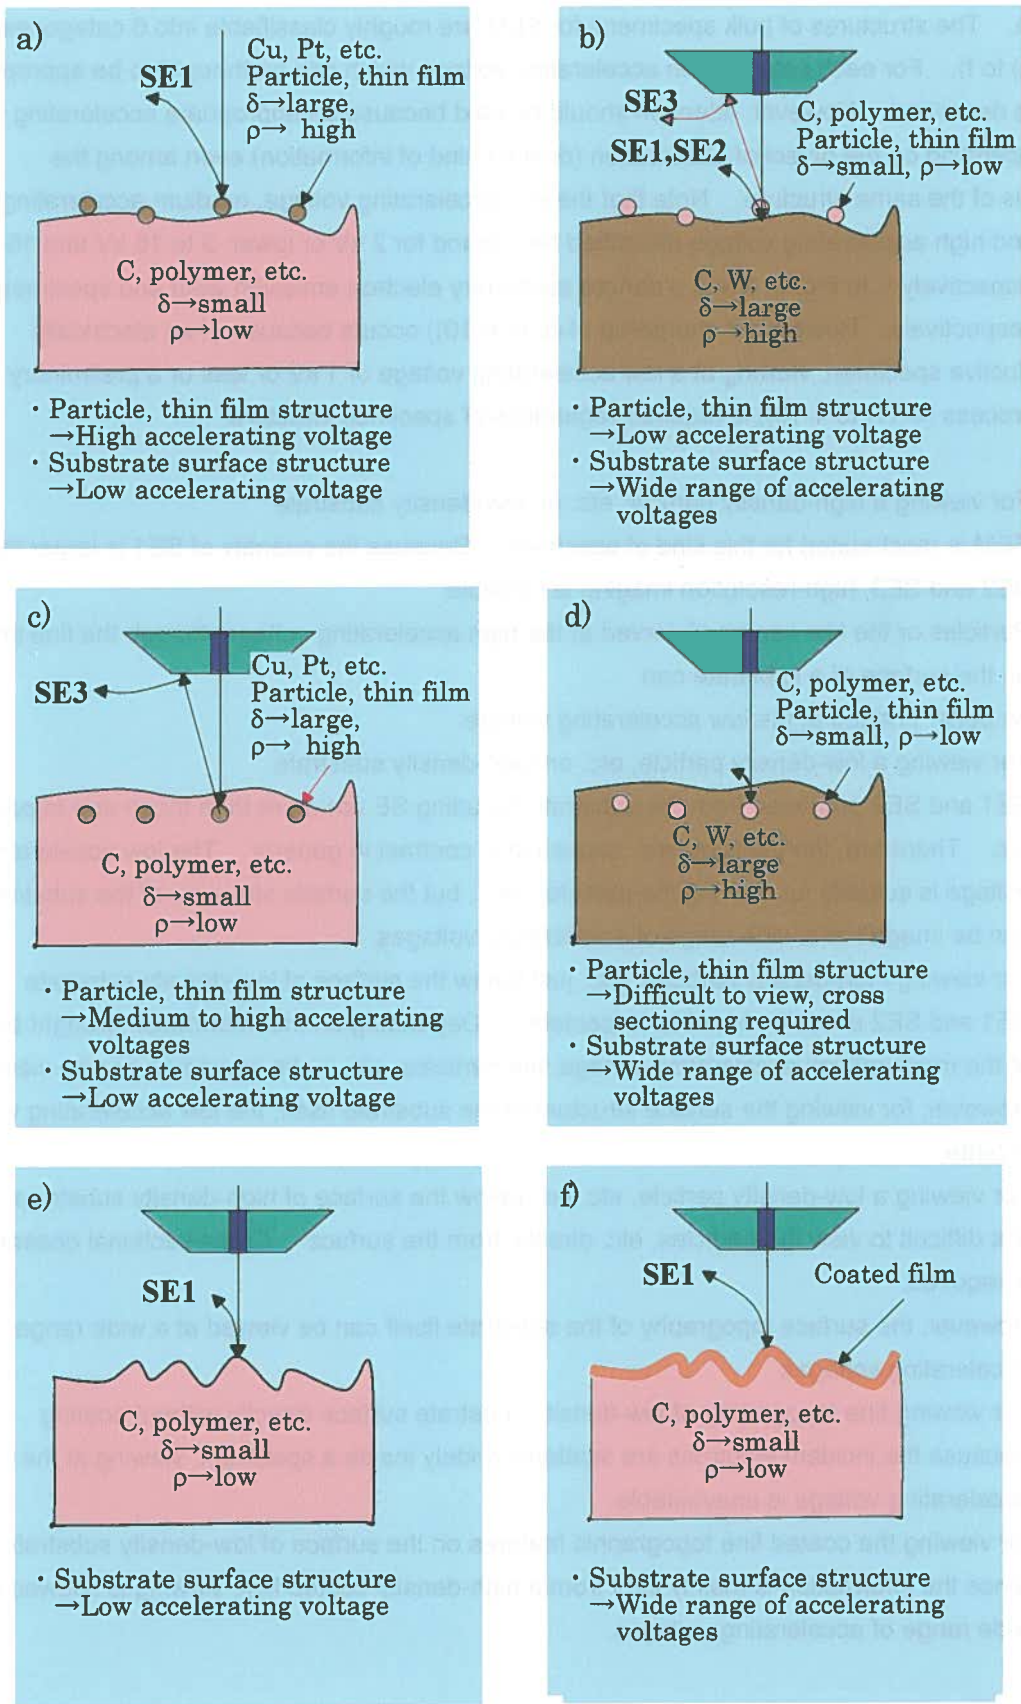 a)
Cu, Pt, etc.
Particle, thin film
δ→large,
ρ→ high
SE1
C, polymer, etc.
δ→small
ρ→low
・Particle, thin film structure
→High accelerating voltage
・Substrate surface structure
→Low accelerating voltage
b)
SE3
SE1,SE2
C, polymer, etc.
Particle, thin film
δ→small, ρ→low
C, W, etc.
δ→large
ρ→high
・Particle, thin film structure
→Low accelerating voltage
・Substrate surface structure
→Wide range of accelerating
voltages
c)
SE3
Cu, Pt, etc.
Particle, thin film
δ→large,
ρ→ high
C, polymer, etc.
δ→small
ρ→low
・Particle, thin film structure
→Medium to high accelerating
voltages
・Substrate surface structure
→Low accelerating voltage
d)
C, polymer, etc.
Particle, thin film
δ→small, ρ→low
C, W, etc.
δ→large
ρ→high
・Particle, thin film structure
→Difficult to view, cross
sectioning required
・Substrate surface structure
→Wide range of accelerating
voltages
e)
SE1
C, polymer, etc.
δ→small
ρ→low
・Substrate surface structure
→Low accelerating voltage
f)
SE1
Coated film
C, polymer, etc.
δ→small
ρ→low
・Substrate surface structure
→Wide range of accelerating
voltages